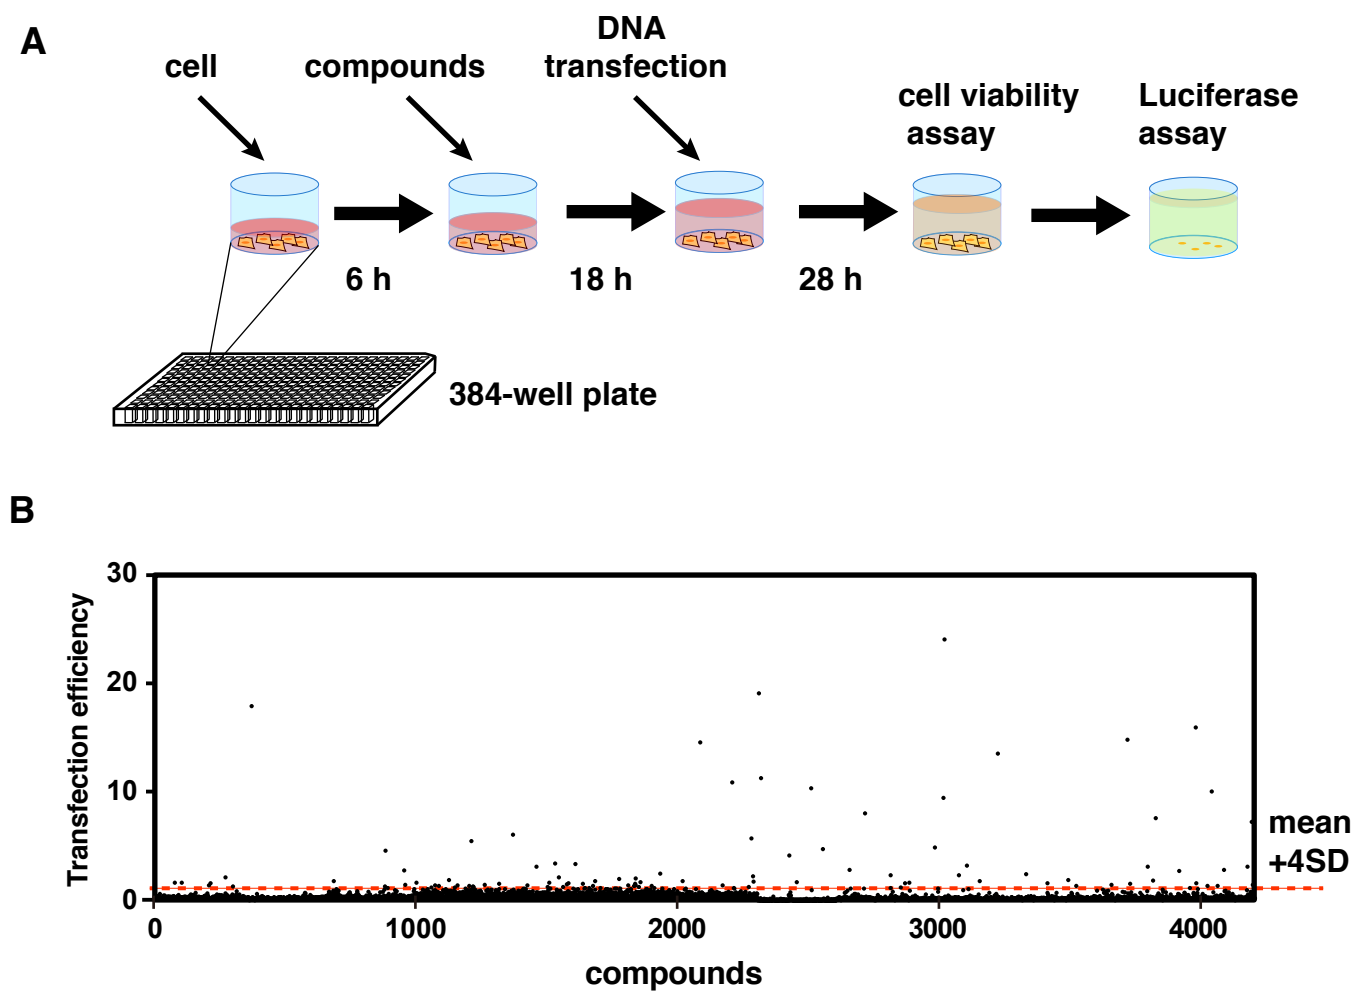 A
cell
compounds
DNA
transfection
cell viability
assay
Luciferase
assay
6 h
18 h
28 h
384-well plate
B
Transfection efficiency
30
20
10
0
mean
+4SD
0
1000
2000
3000
4000
compounds